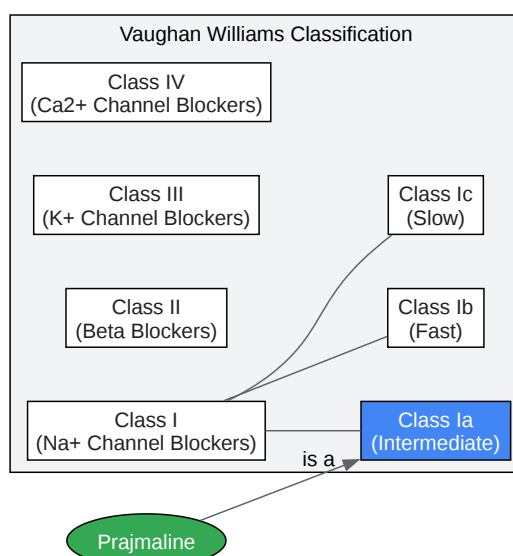 Vaughan Williams Classification
Class IV
(Ca2+ Channel Blockers)
Class III
(K+ Channel Blockers)
Class Ic
(Slow)
Class II
(Beta Blockers)
Class Ib
(Fast)
Class I
(Na+ Channel Blockers)
Class Ia
(Intermediate)
is a
Prajmaline